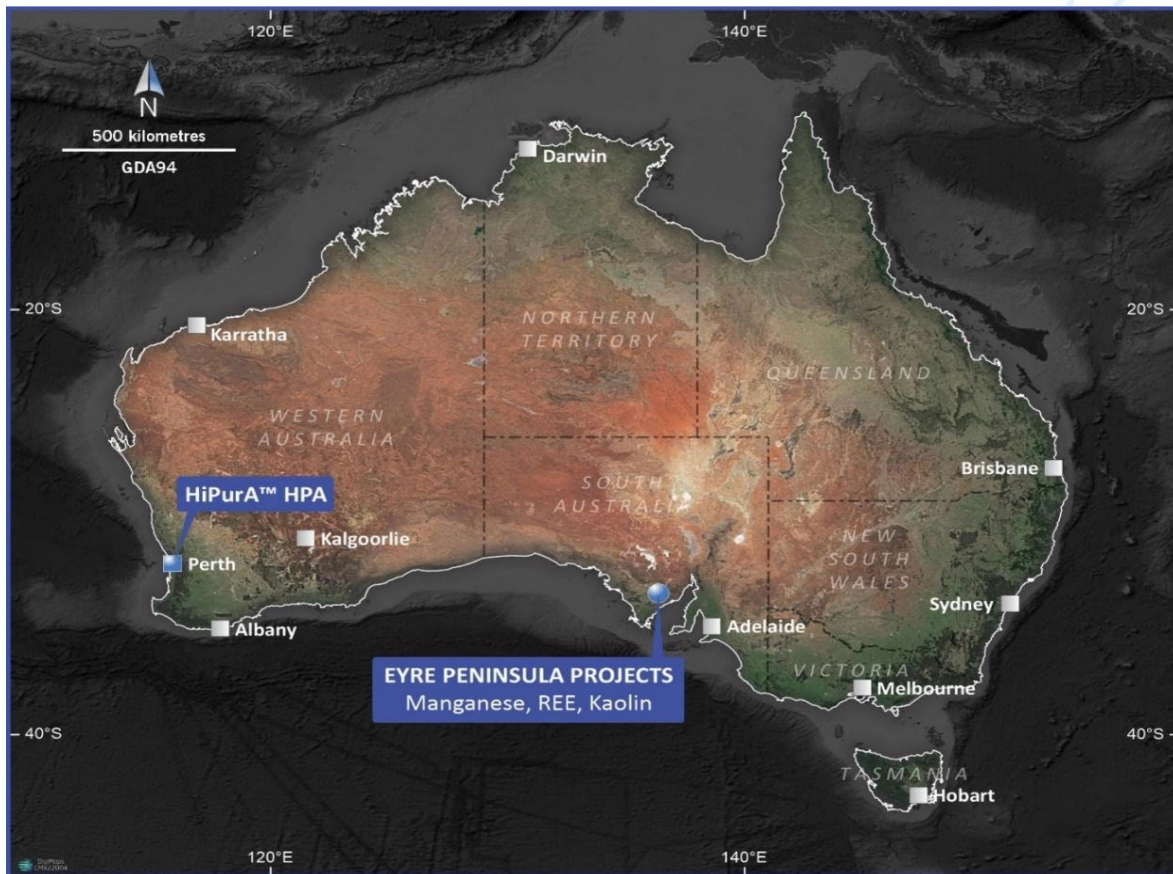 120°E
140°E
N
500 kilometres
GDA94
Darwin
20°S
20°S
Karratha
NORTHERN
TERRITORY
QUEENSLAND
WESTERN
AUSTRALIA
Brisbane
SOUTH
AUSTRALIA
HiPurA™ HPA
Kalgoorlie
Perth
NEW
SOUTH
WALES
Sydney
Albany
Adelaide
EYRE PENINSULA PROJECTS
Manganese, REE, Kaolin
VICTORIA
Melbourne
40°S
40°S
TASMANIA
Hobart
120°E
140°E